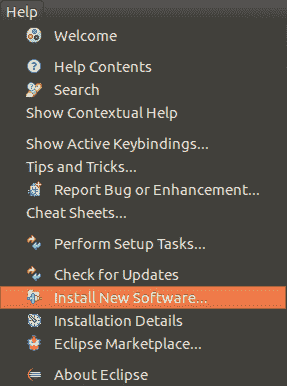 Help
Welcome
Help Contents
Search
Show Contextual Help
Show Active Keybindings...
Tips and Tricks...
Report Bug or Enhancement...
Cheat Sheets...
Perform Setup Tasks...
Check for Updates
Install New Software...
Installation Details
Eclipse Marketplace...
About Eclipse